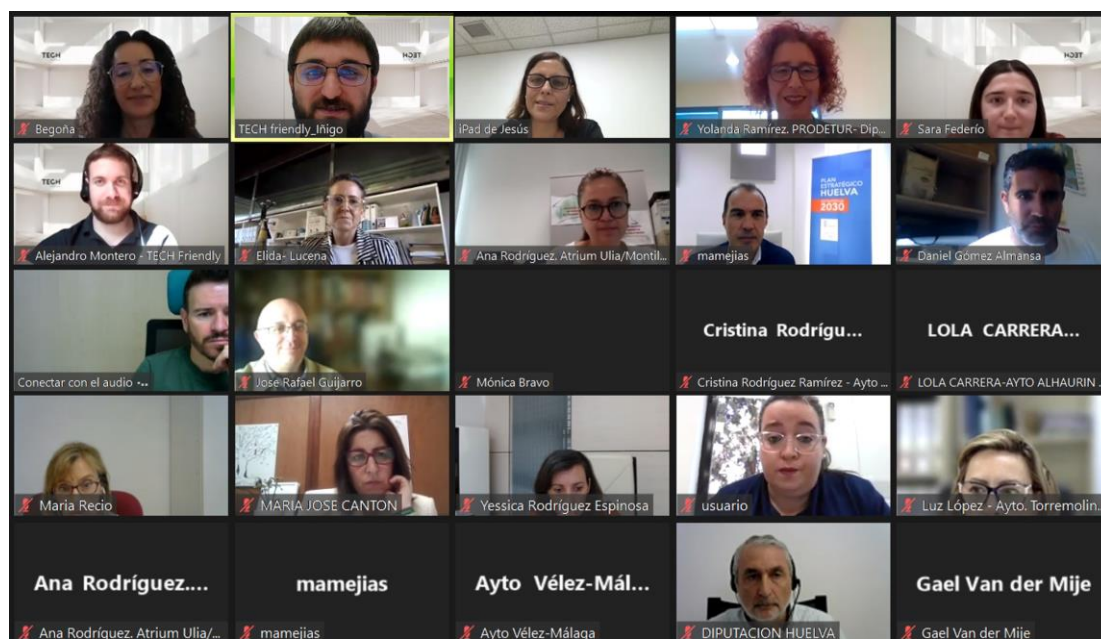 TECH
HOƎT
TECH
Begoña
TECH friendly_Iñigo
iPad de Jesús
Yolanda Ramírez. PRODETUR- Dip...
Sara Federío
TECH
PLAN
ESTRATÉGICO
HUELVA
2030
Alejandro Montero - TECH Friendly
Elida- Lucena
Ana Rodríguez. Atrium Ulia/Montil...
mamejias
Daniel Gómez Almansa
Cristina Rodrígu...
LOLA CARRERA...
Conectar con el audio •...
Jose Rafael Guijarro
Mónica Bravo
Cristina Rodríguez Ramírez - Ayto ...
LOLA CARRERA-AYTO ALHAURIN .
Maria Recio
MARIA JOSE CANTON
Yessica Rodríguez Espinosa
usuario
Luz López - Ayto. Torremolin.
Ana Rodríguez....
mamejias
Ayto Vélez-Mál...
Gael Van der Mije
Ana Rodríguez. Atrium Ulia/...
mamejias
Ayto Vélez-Málaga
DIPUTACION HUELVA
Gael Van der Mije